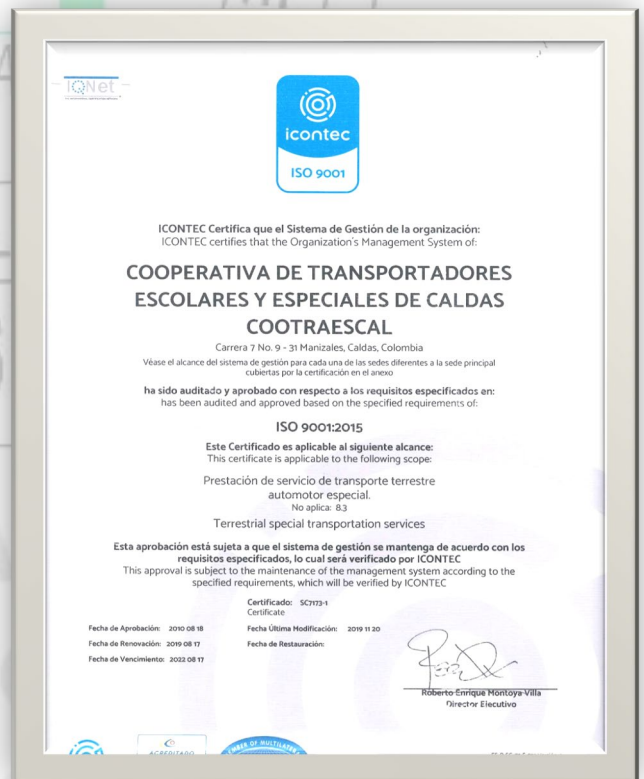 IQNet
icontec
ISO 9001
ICONTEC Certifica que el Sistema de Gestión de la organización:
ICONTEC certifies that the Organization's Management System of:
COOPERATIVA DE TRANSPORTADORES
ESCOLARES Y ESPECIALES DE CALDAS
COOTRAESCAL
Carrera 7 No. 9 - 31 Manizales, Caldas, Colombia
Véase el alcance del sistema de gestión para cada una de las sedes diferentes a la sede principal
cubiertas por la certificación en el anexo
ha sido auditado y aprobado con respecto a los requisitos especificados en:
has been audited and approved based on the specified requirements of:
ISO 9001:2015
Este Certificado es aplicable al siguiente alcance:
This certificate is applicable to the following scope:
Prestación de servicio de transporte terrestre
automotor especial.
No aplica: 8.3
Terrestrial special transportation services
Esta aprobación está sujeta a que el sistema de gestión se mantenga de acuerdo con los
requisitos especificados, lo cual será verificado por ICONTEC
This approval is subject to the maintenance of the management system according to the
specified requirements, which will be verified by ICONTEC
Certificado: SC7173-1
Certificate
Fecha de Aprobación: 2010 08 18
Fecha Última Modificación: 2019 11 20
Fecha de Renovación: 2019 08 17
Fecha de Restauración:
Fecha de Vencimiento: 2022 08 17
Roberto Enrique Montoya Villa
Director Ejecutivo
ACREDITADO
MBER OF MULTILATE